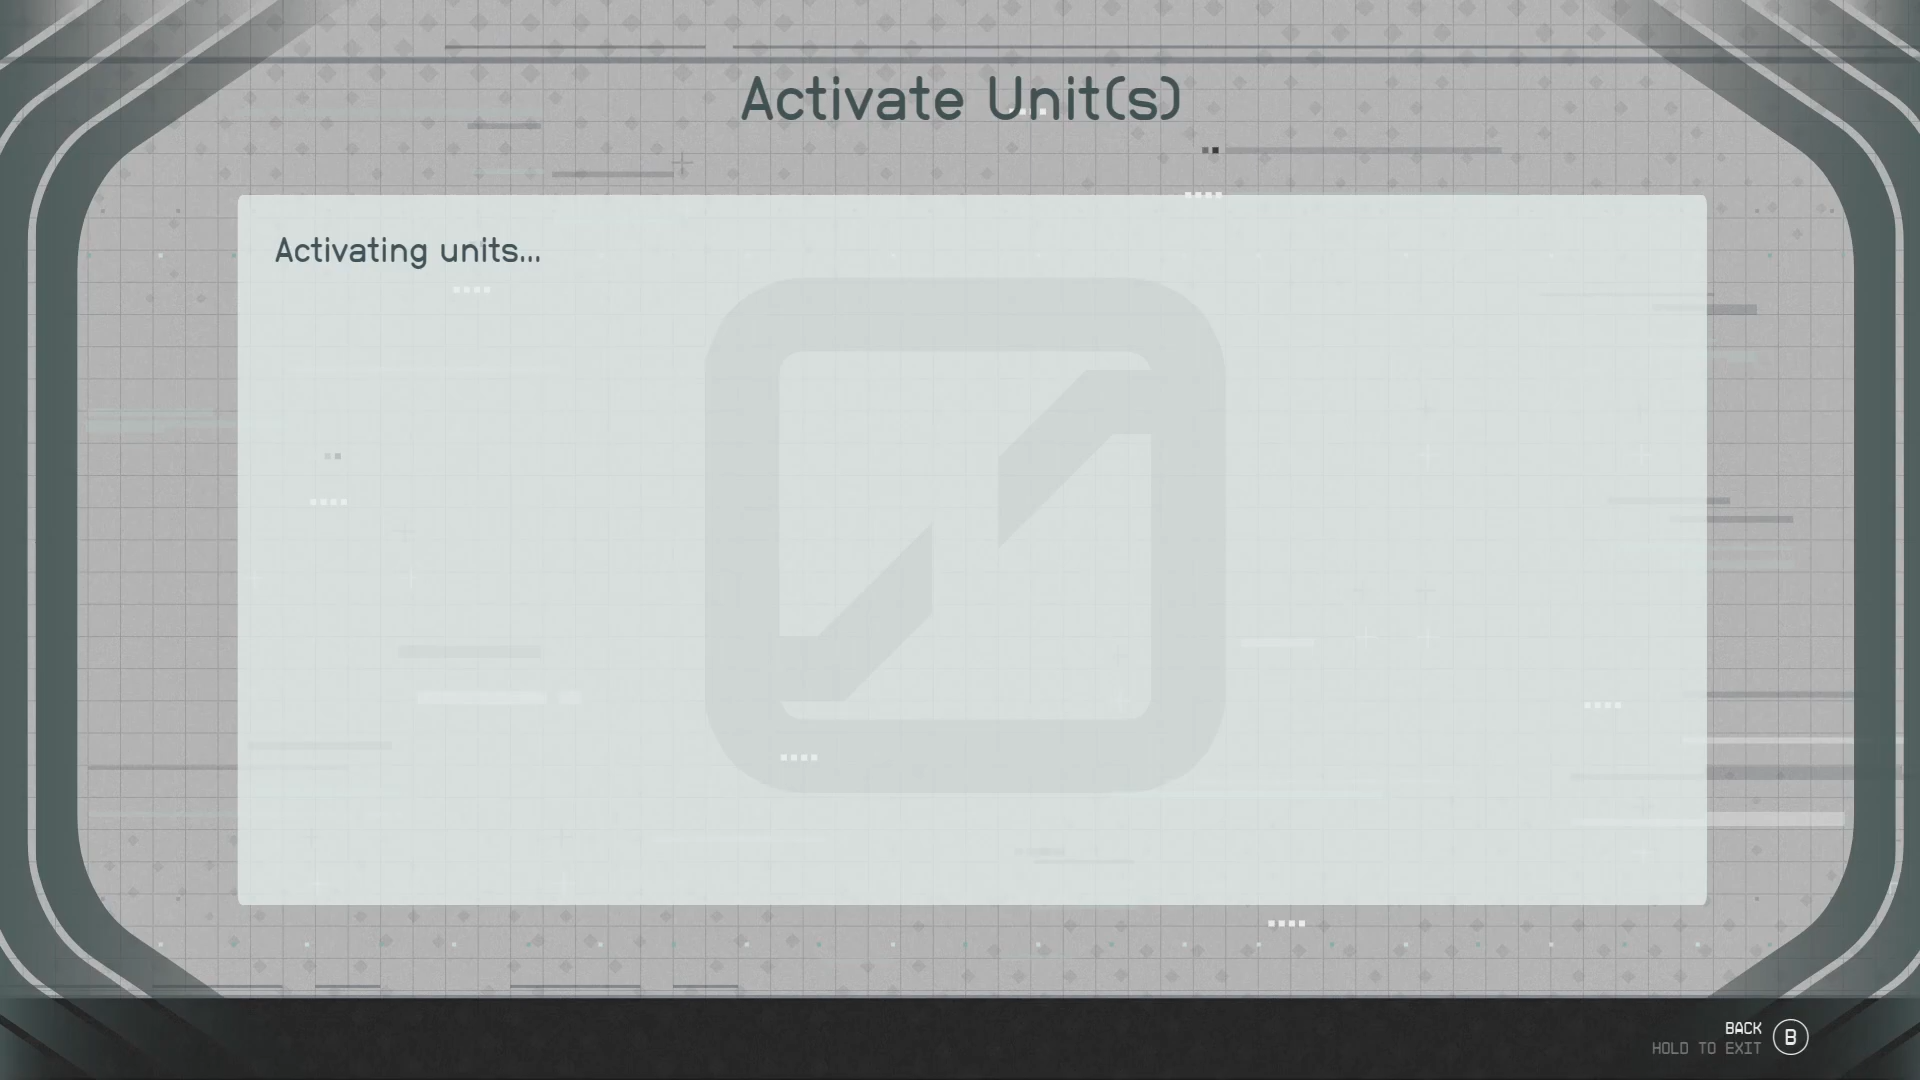 Activate Unit(s)
Activating units...
BACK
HOLD TO EXIT
B